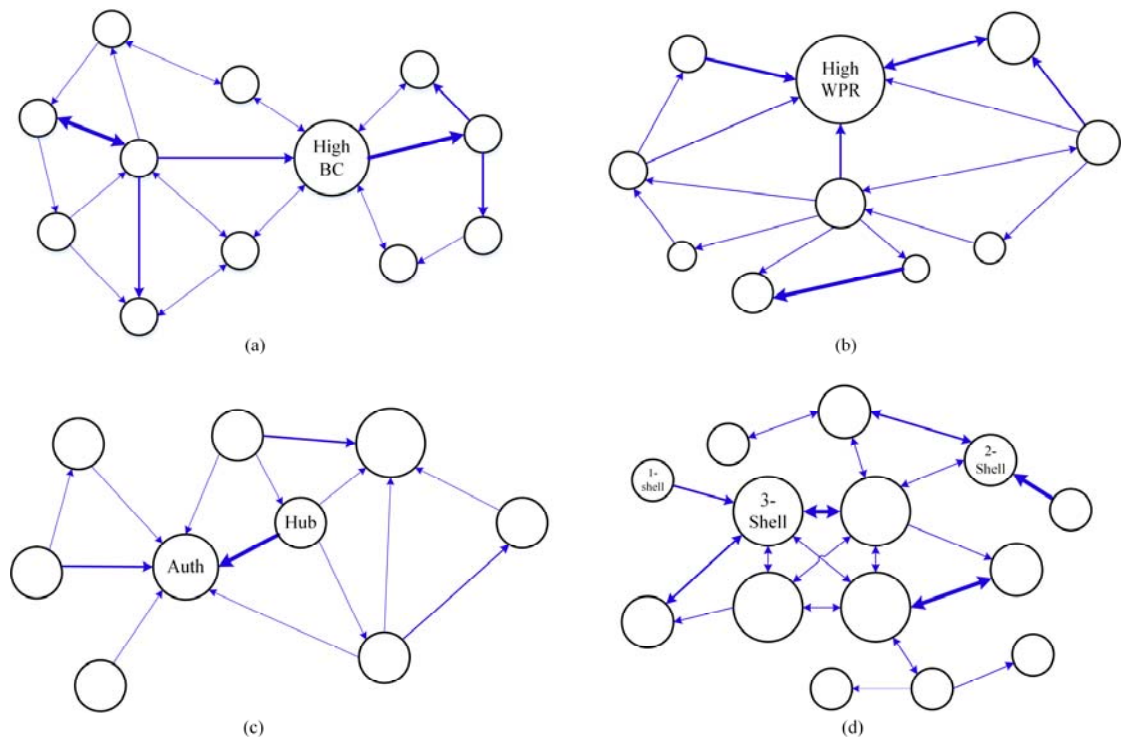 High
BC
(a)
High
WPR
(b)
Hub
Auth
(c)
1-
shell
2-
Shell
3-
Shell
(d)